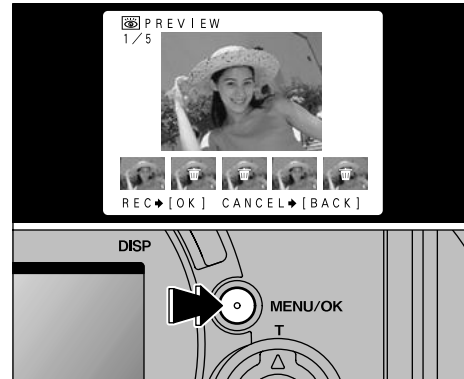 PREVIEW
1/5
REC➧[OK] CANCEL➧[BACK]
DISP
MENU/OK
T